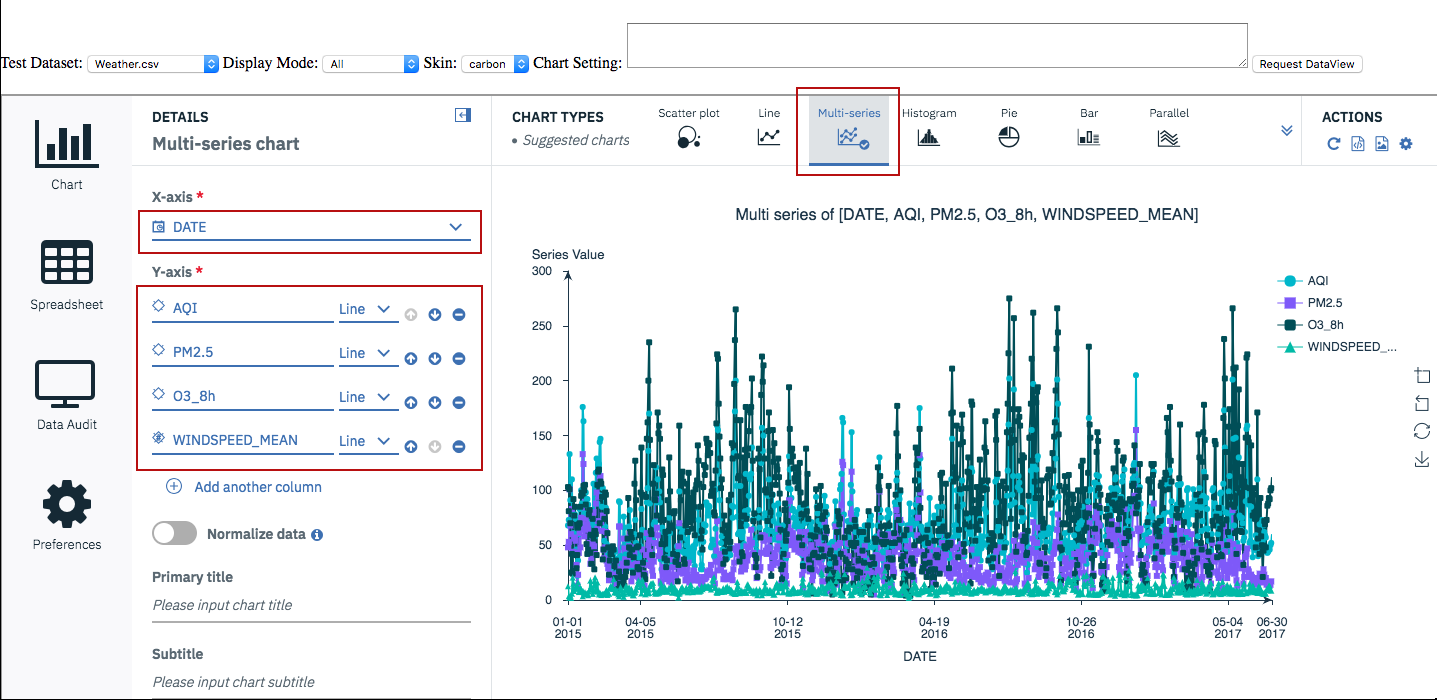 Test Dataset: Weather.csv Display Mode: All Skin: carbon Chart Setting: Request DataView
Chart
Spreadsheet
Data Audit
Preferences
DETAILS
Multi-series chart
X-axis *
DATE
Y-axis *
AQI Line
PM2.5 Line
O3_8h Line
WINDSPEED_MEAN Line
Add another column
Normalize data
Primary title
Please input chart title
Subtitle
Please input chart subtitle
CHART TYPES
• Suggested charts
Scatter plot
Line
Multi-series
Histogram
Pie
Bar
Parallel
ACTIONS
Multi series of [DATE, AQI, PM2.5, O3_8h, WINDSPEED_MEAN]
Series Value
300
250
200
150
100
50
0
01-01
2015
04-05
2015
10-12
2015
04-19
2016
10-26
2016
05-04
2017
06-30
2017
DATE
AQI
PM2.5
O3_8h
WINDSPEED_...